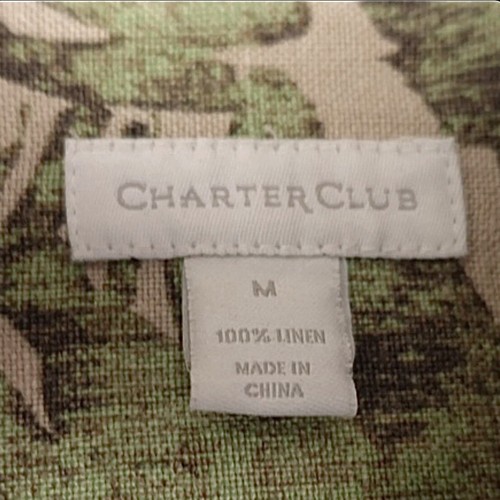 CHARTER CLUB
M
100% LINEN
MADE IN
CHINA